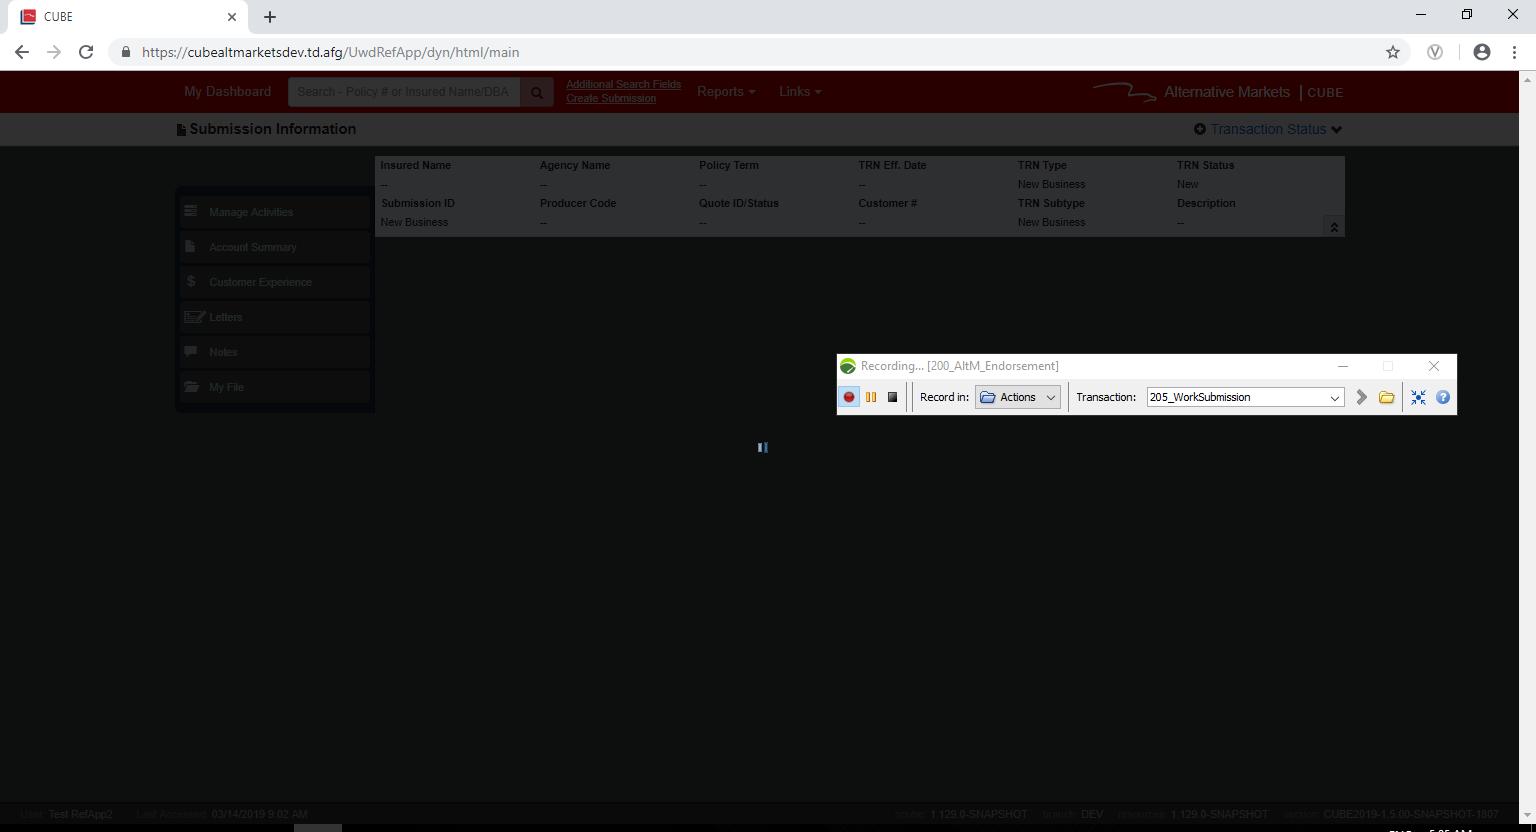 CUBE
https://cubealtmarketsdev.td.afg/UwdRefApp/dyn/html/main
My Dashboard
Search - Policy # or Insured Name/DBA
Additional Search Fields
Create Submission
Reports
Links
Alternative Markets | CUBE
Submission Information
Transaction Status
Insured Name Agency Name Policy Term TRN Eff. Date TRN Type TRN Status
-- -- -- -- New Business New
Submission ID Producer Code Quote ID/Status Customer # TRN Subtype Description
New Business -- -- -- New Business --
Manage Activities
Account Summary
Customer Experience
Letters
Notes
My File
Recording... [200_AltM_Endorsement]
Record in: Actions Transaction: 205_WorkSubmission
User: Test RefApp2 Last Accessed: 03/14/2019 9:02 AM 1.129.0-SNAPSHOT branch: DEV resources: 1.129.0-SNAPSHOT CUBE2019-1.5.00-SNAPSHOT-1807